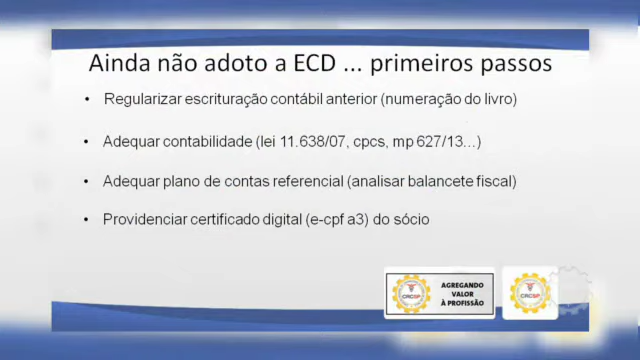 Ainda não adoto a ECD ... primeiros passos
• Regularizar escrituração contábil anterior (numeração do livro)
• Adequar contabilidade (lei 11.638/07, cpcs, mp 627/13...)
• Adequar plano de contas referencial (analisar balancete fiscal)
• Providenciar certificado digital (e-cpf a3) do sócio
CRCSP
AGREGANDO
VALOR
À PROFISSÃO
CRCSP